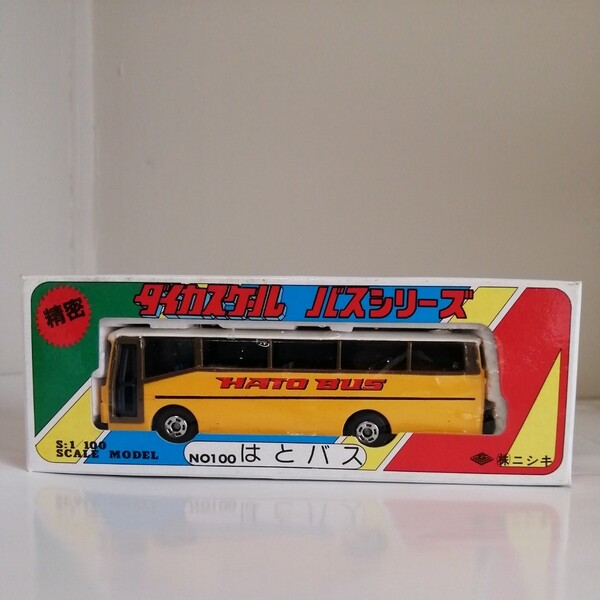 ダイカスケール バスシリーズ
精密
HATO BUS
S:1/100
SCALE MODEL
NO100 はとバス
㈱ニシキ